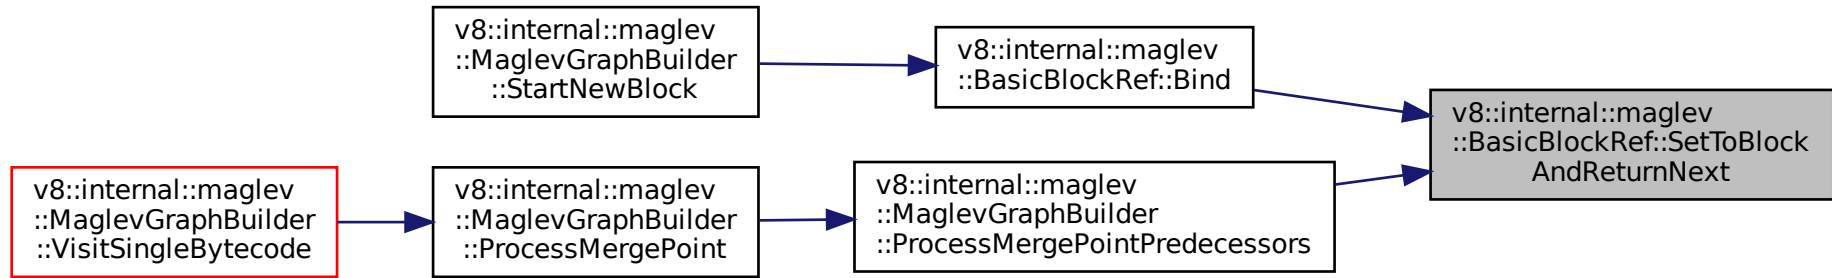 v8::internal::maglev
::MaglevGraphBuilder
::StartNewBlock
v8::internal::maglev
::BasicBlockRef::Bind
v8::internal::maglev
::BasicBlockRef::SetToBlock
AndReturnNext
v8::internal::maglev
::MaglevGraphBuilder
::VisitSingleBytecode
v8::internal::maglev
::MaglevGraphBuilder
::ProcessMergePoint
v8::internal::maglev
::MaglevGraphBuilder
::ProcessMergePointPredecessors